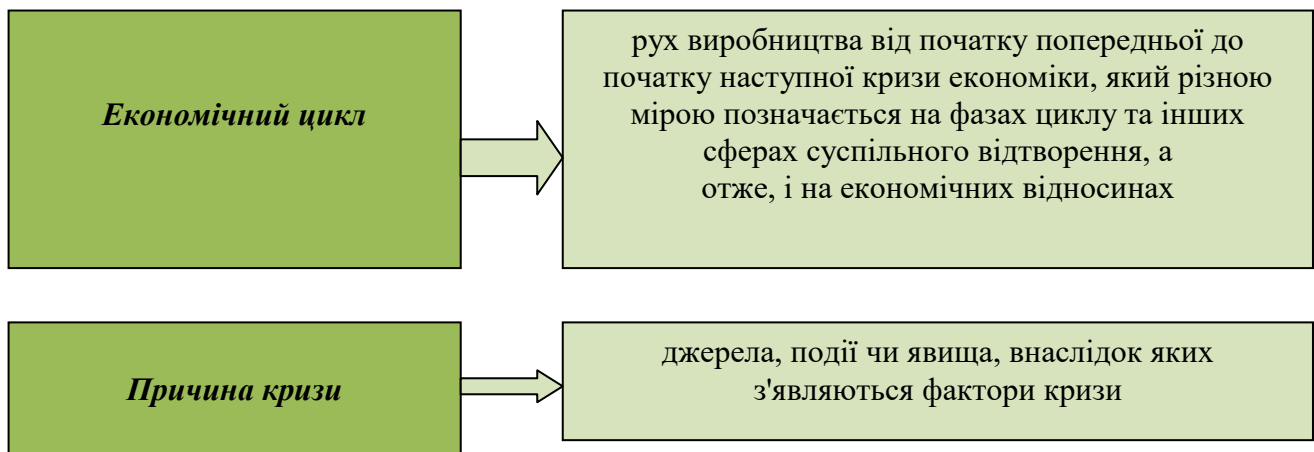 Економічний цикл
рух виробництва від початку попередньої до
початку наступної кризи економіки, який різною
мірою позначається на фазах циклу та інших
сферах суспільного відтворення, а
отже, і на економічних відносинах
Причина кризи
джерела, події чи явища, внаслідок яких
з'являються фактори кризи